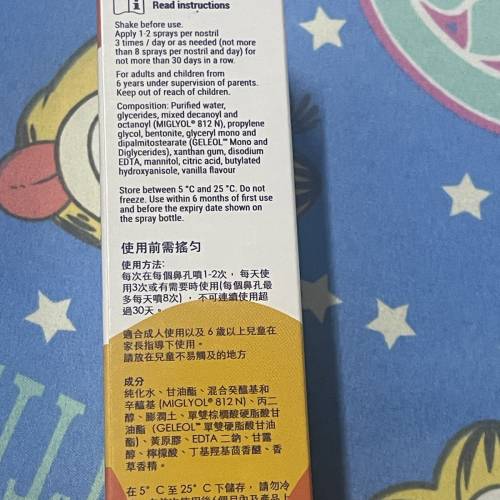 Read instructions
Shake before use.
Apply 1-2 sprays per nostril
3 times / day or as needed (not more
than 8 sprays per nostril and day) for
not more than 30 days in a row.
For adults and children from
6 years under supervision of parents.
Keep out of reach of children.
Composition: Purified water,
glycerides, mixed decanoyl and
octanoyl (MIGLYOL® 812 N), propylene
glycol, bentonite, glyceryl mono and
dipalmitostearate (GELEOL™ Mono and
Diglycerides), xanthan gum, disodium
EDTA, mannitol, citric acid, butylated
hydroxyanisole, vanilla flavour
Store between 5 °C and 25 °C. Do not
freeze. Use within 6 months of first use
and before the expiry date shown on
the spray bottle.
使用前需搖勻
使用方法:
每次在每個鼻孔噴1-2次， 每天使
用3次或有需要時使用(每個鼻孔最
多每天噴8次) ， 不可連續使用超
過30天。
適合成人使用以及 6 歲以上兒童在
家長指導下使用。
請放在兒童不易觸及的地方
成分
純化水、甘油酯、混合癸醯基和
辛醯基 (MIGLYOL® 812 N)、丙二
醇、膨潤土、單雙棕櫚酸硬脂酸甘
油酯 (GELEOL™ 單雙硬脂酸甘油
酯)、黃原膠、EDTA 二鈉、甘露
醇、檸檬酸、丁基羥基茴香醚、香
草香精。
在 5° C 至 25° C 下儲存， 請勿冷